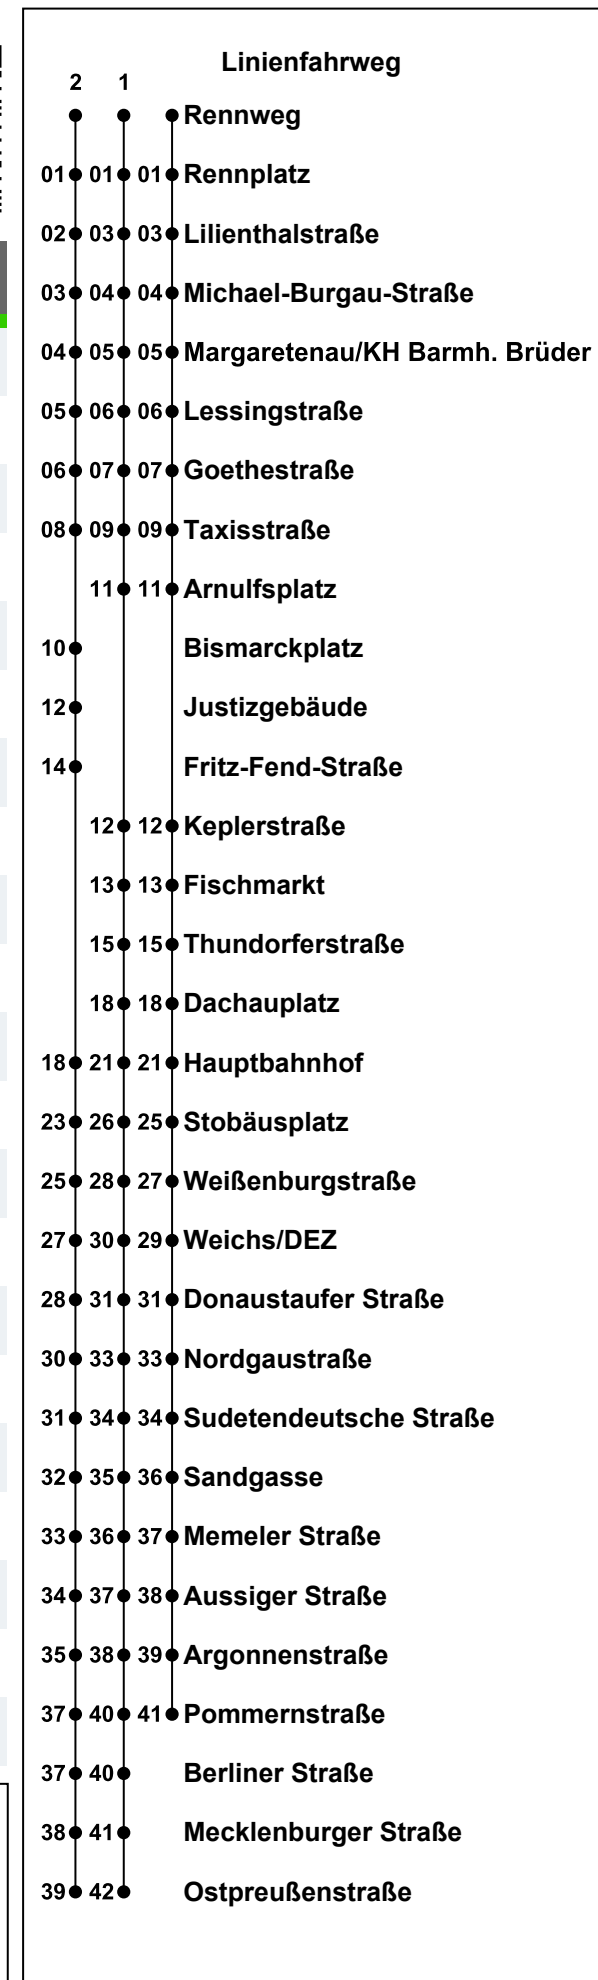 Linienfahrweg
2 1
Rennweg
01 01 01 Rennplatz
02 03 03 Lilienthalstraße
03 04 04 Michael-Burgau-Straße
04 05 05 Margaretenau/KH Barmh. Brüder
05 06 06 Lessingstraße
06 07 07 Goethestraße
08 09 09 Taxisstraße
11 11 Arnulfsplatz
10 Bismarckplatz
12 Justizgebäude
14 Fritz-Fend-Straße
12 12 Keplerstraße
13 13 Fischmarkt
15 15 Thundorferstraße
18 18 Dachauplatz
18 21 21 Hauptbahnhof
23 26 25 Stobäusplatz
25 28 27 Weißenburgstraße
27 30 29 Weichs/DEZ
28 31 31 Donaustaufer Straße
30 33 33 Nordgaustraße
31 34 34 Sudetendeutsche Straße
32 35 36 Sandgasse
33 36 37 Memeler Straße
34 37 38 Aussiger Straße
35 38 39 Argonnenstraße
37 40 41 Pommernstraße
37 40 Berliner Straße
38 41 Mecklenburger Straße
39 42 Ostpreußenstraße